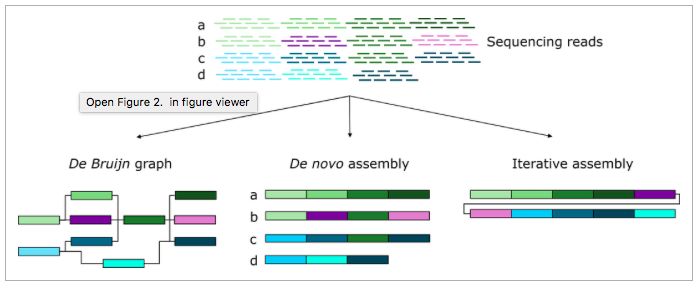 a
b
c
d
Sequencing reads
Open Figure 2.  in figure viewer
De Bruijn graph
De novo assembly
a
b
c
d
Iterative assembly